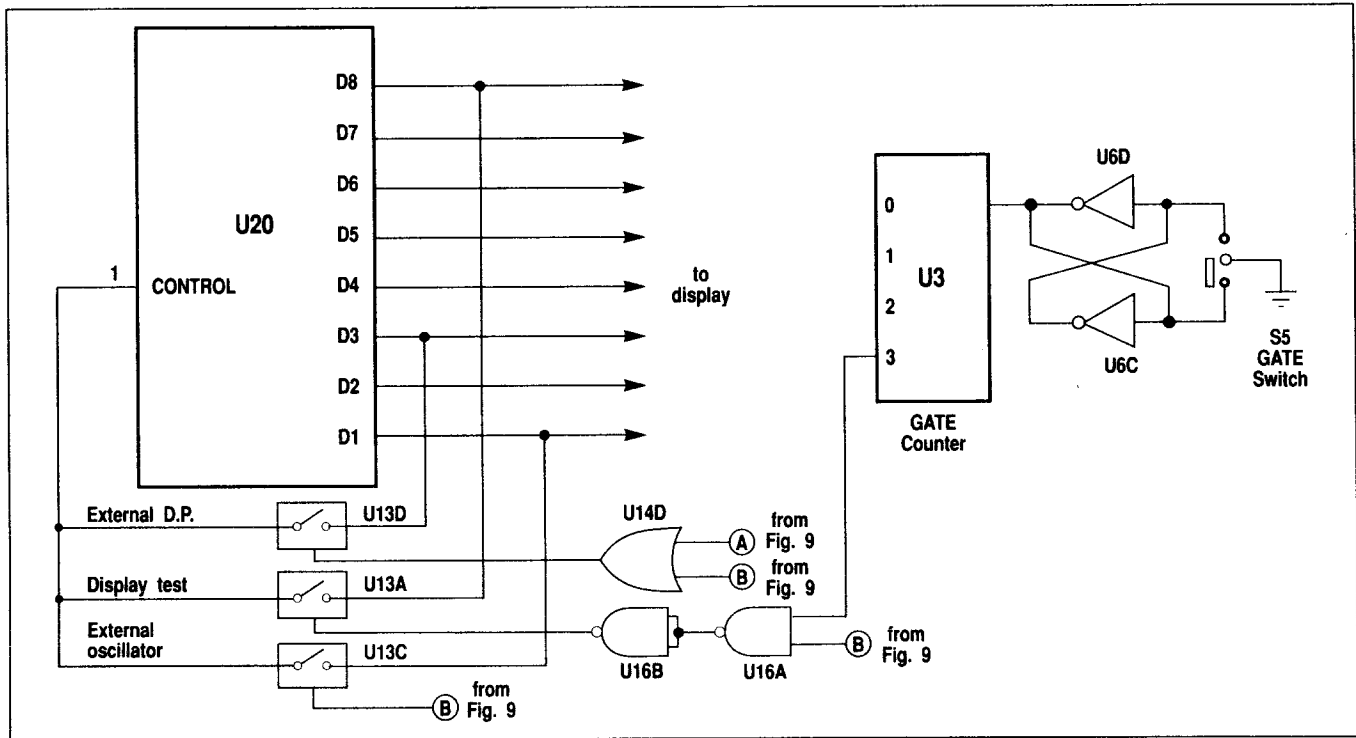 D8
D7
D6
U20
D5
1
CONTROL
D4
D3
D2
D1
to
display
0
1
U3
2
3
GATE
Counter
U6D
U6C
S5
GATE
Switch
External D.P.
U13D
U14D
A
from
Fig. 9
B
from
Fig. 9
Display test
U13A
External
oscillator
U13C
U16B
U16A
B
from
Fig. 9
B
from
Fig. 9